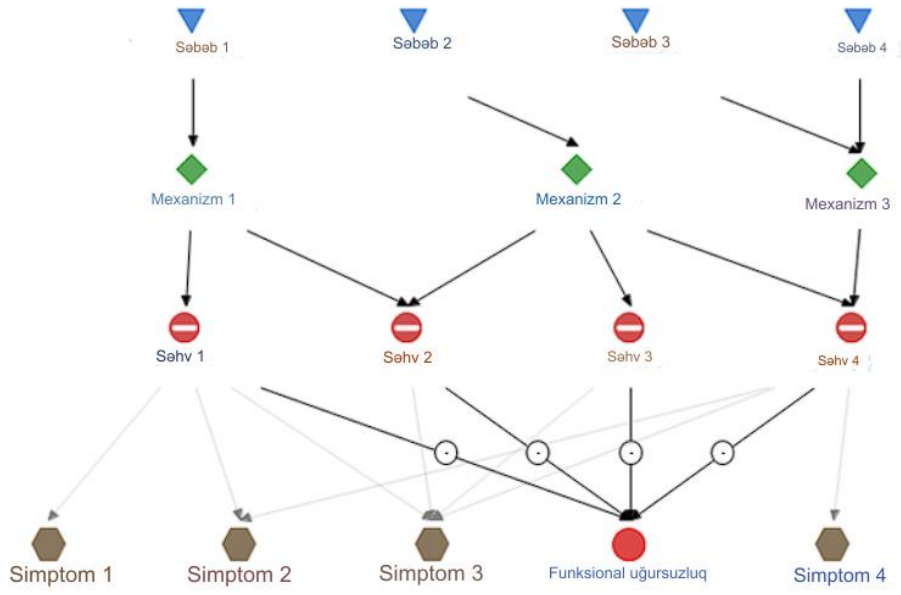 Səbəb 1
Səbəb 2
Səbəb 3
Səbəb 4
Mexanizm 1
Mexanizm 2
Mexanizm 3
Səhv 1
Səhv 2
Səhv 3
Səhv 4
Simptom 1
Simptom 2
Simptom 3
Funksional uğursuzluq
Simptom 4